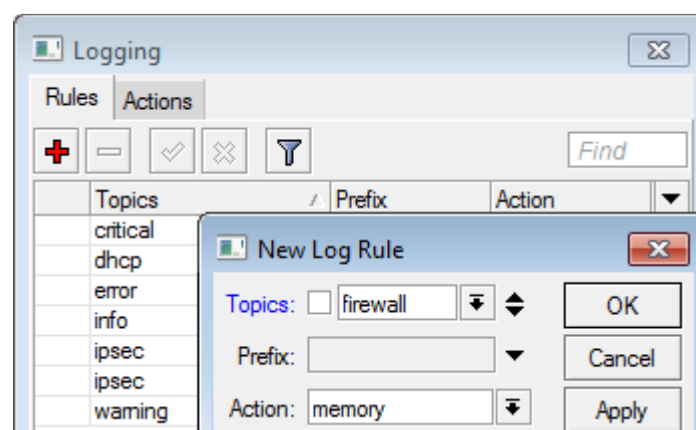 Logging
Rules Actions
Find
Topics Prefix Action
critical
dhcp
error
info
ipsec
ipsec
warning
New Log Rule
Topics: firewall OK
Prefix: Cancel
Action: memory Apply